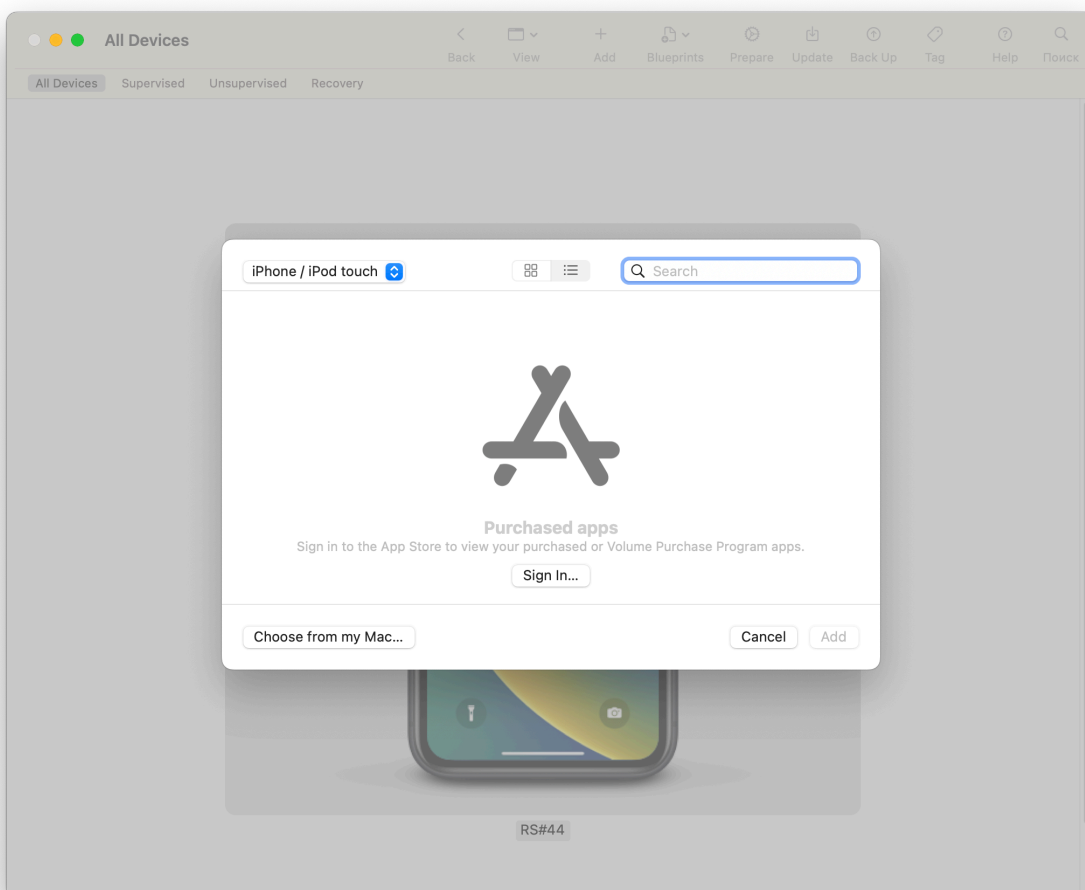 All Devices
Back
View
Add
Blueprints
Prepare
Update
Back Up
Tag
Help
Поиск
All Devices
Supervised
Unsupervised
Recovery
iPhone / iPod touch
Search
Purchased apps
Sign in to the App Store to view your purchased or Volume Purchase Program apps.
Sign In...
Choose from my Mac...
Cancel
Add
RS#44